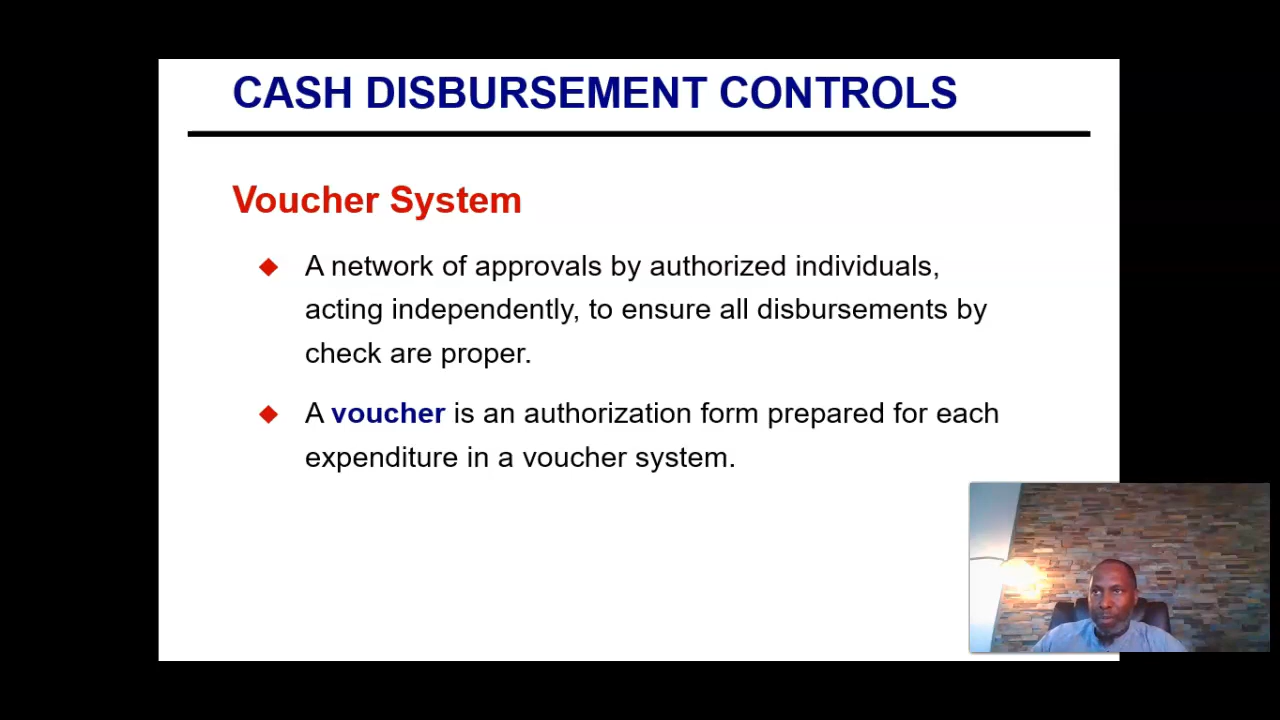 CASH DISBURSEMENT CONTROLS
Voucher System
A network of approvals by authorized individuals,
acting independently, to ensure all disbursements by
check are proper.
A voucher is an authorization form prepared for each
expenditure in a voucher system.